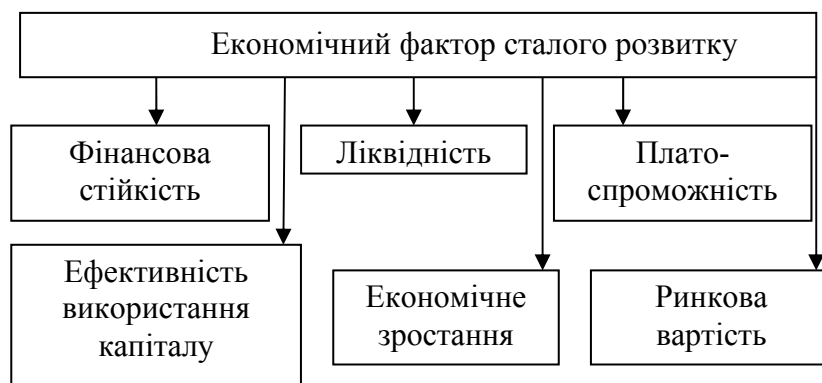 Економічний фактор сталого розвитку
Фінансова
стійкість
Ліквідність
Плато-
спроможність
Ефективність
використання
капіталу
Економічне
зростання
Ринкова
вартість